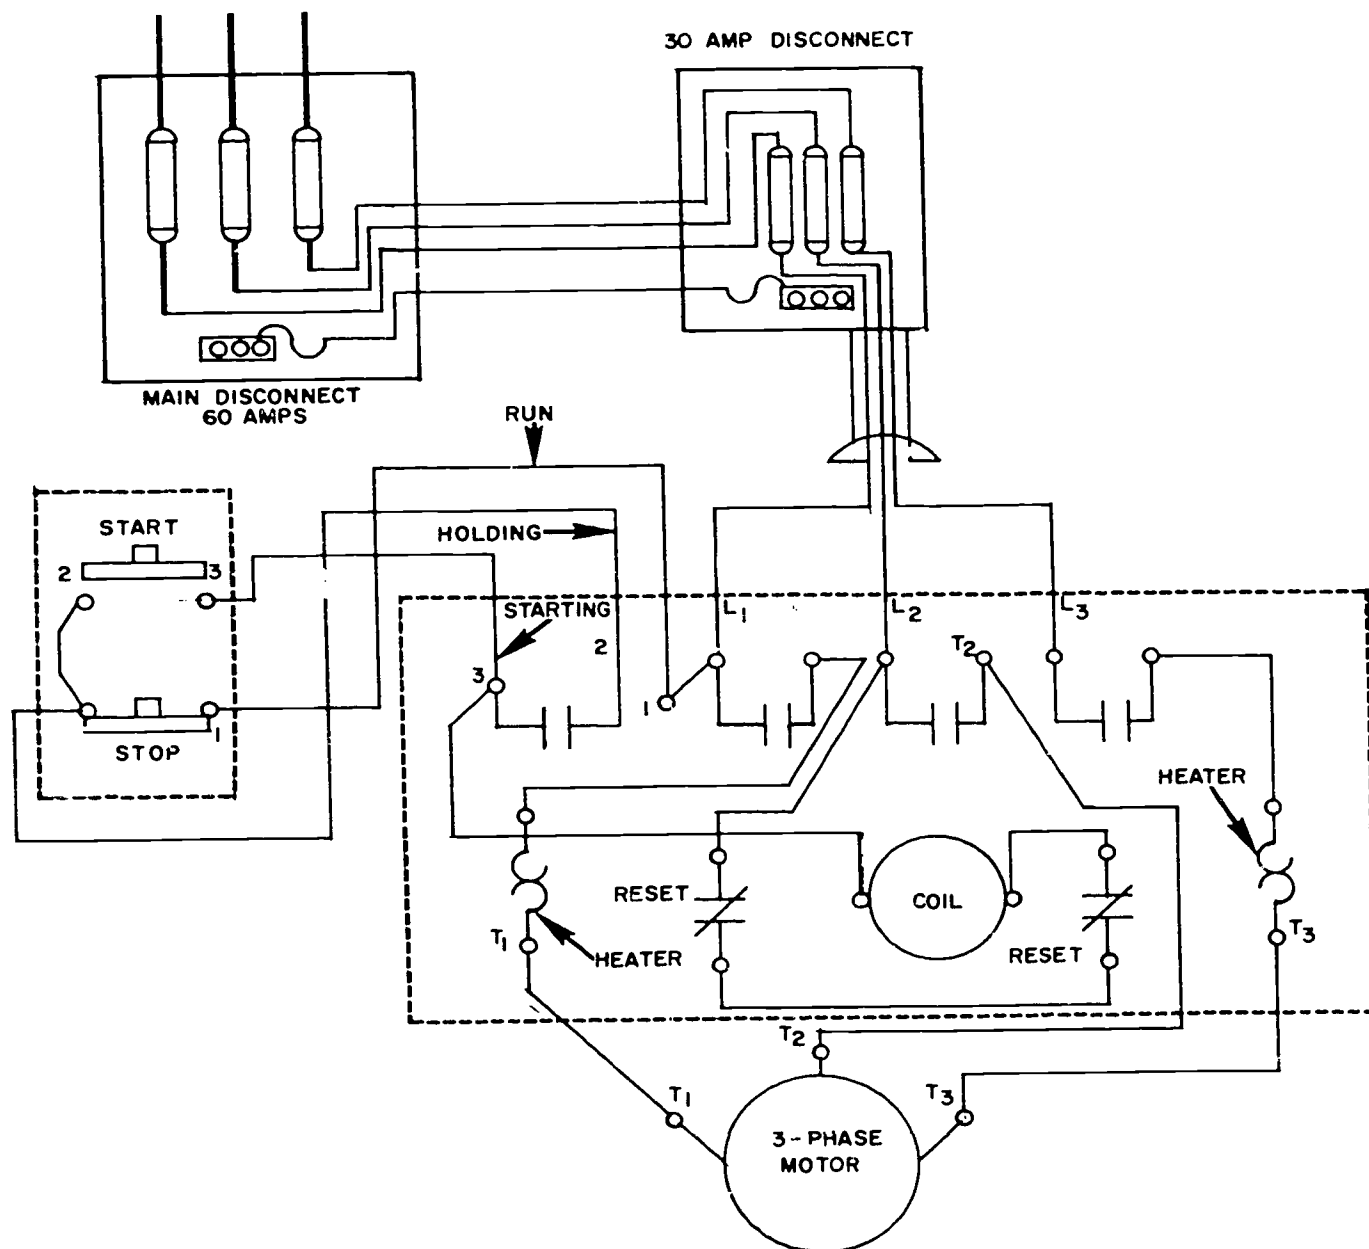 30 AMP DISCONNECT
MAIN DISCONNECT
60 AMPS
RUN
START
HOLDING
2
3
STARTING
L1
L2
L3
2
T2
3
1
1
STOP
HEATER
RESET
COIL
T1
HEATER
RESET
T3
T2
T1
T3
3-PHASE
MOTOR